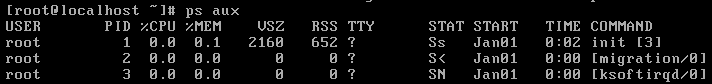 [root@localhost ~]# ps aux
USER PID %CPU %MEM VSZ RSS TTY STAT START TIME COMMAND
root 1 0.0 0.1 2160 652 ? Ss Jan01 0:02 init [3]
root 2 0.0 0.0 0 0 ? S< Jan01 0:00 [migration/0]
root 3 0.0 0.0 0 0 ? SN Jan01 0:00 [ksoftirqd/0]